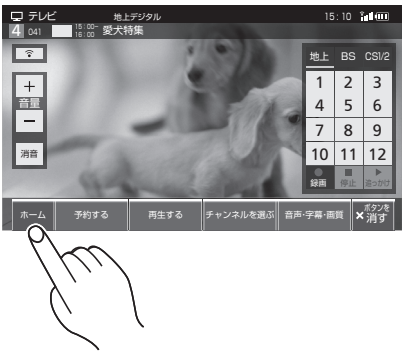 テレビ 地上デジタル 15:10
4 041 15:00- 16:00 愛犬特集
地上 BS CS1/2
+
音量
−
消音
1 2 3
4 5 6
7 8 9
10 11 12
録画 停止 追っかけ
ホーム 予約する 再生する チャンネルを選ぶ 音声・字幕・画質 ×ボタンを消す